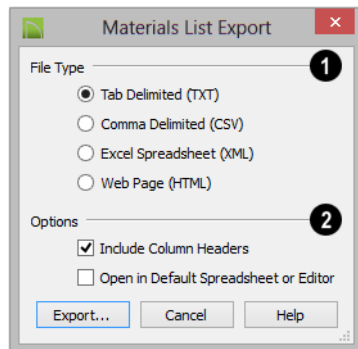 Materials List Export
File Type
1
Tab Delimited (TXT)
Comma Delimited (CSV)
Excel Spreadsheet (XML)
Web Page (HTML)
Options
2
Include Column Headers
Open in Default Spreadsheet or Editor
Export... Cancel Help